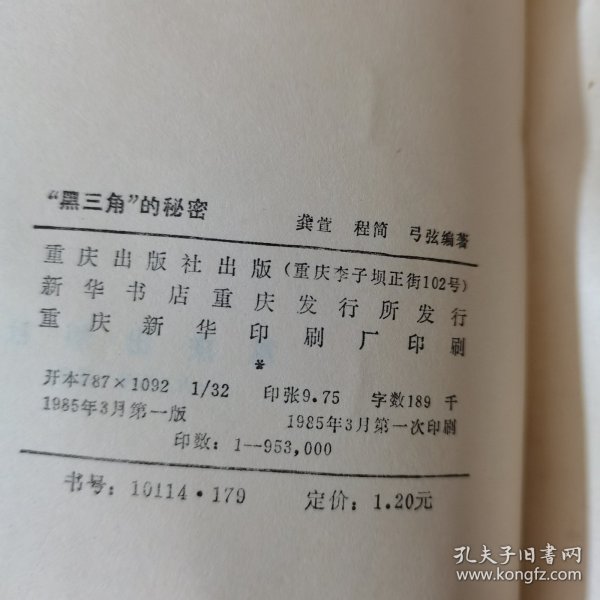 “黑三角”的秘密 龚萱 程简 弓弦编著
重庆出版社出版（重庆李子坝正街102号）
新华书店重庆发行所发行
重庆新华印刷厂印刷
*
开本787×1092 1/32 印张9.75 字数189 千
1985年3月第一版 1985年3月第一次印刷
印数：1--953,000
书号：10114·179 定价：1.20元
孔夫子旧书网
www.kongfz.com